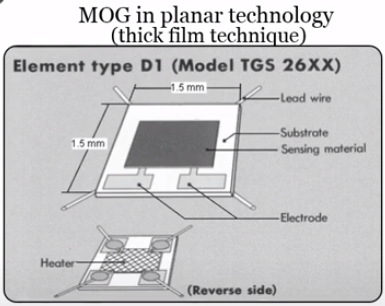 MOG in planar technology
(thick film technique)
Element type D1 (Model TGS 26XX)
1.5 mm
Lead wire
1.5 mm
Substrate
Sensing material
Electrode
Heater
(Reverse side)